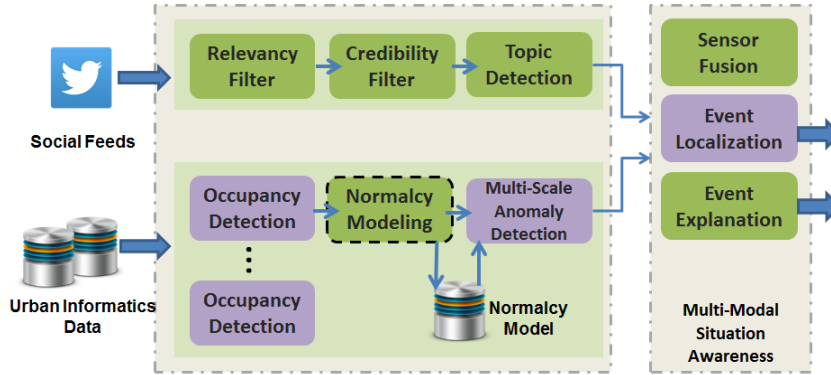 Social Feeds
Relevancy
Filter
Credibility
Filter
Topic
Detection
Urban Informatics
Data
Occupancy
Detection
Normalcy
Modeling
Multi-Scale
Anomaly
Detection
Occupancy
Detection
Normalcy
Model
Sensor
Fusion
Event
Localization
Event
Explanation
Multi-Modal
Situation
Awareness